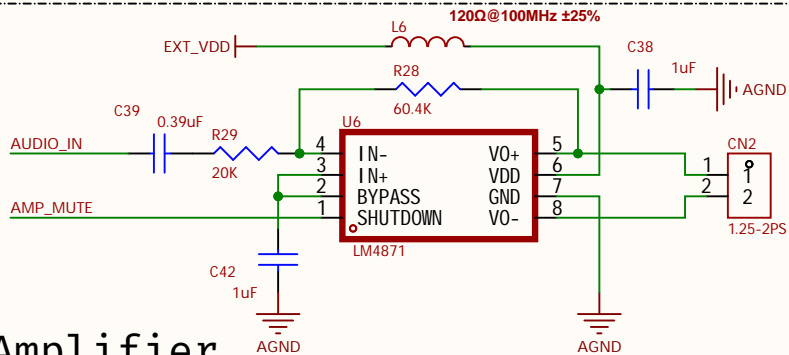 120Ω@100MHz ±25%
L6
EXT_VDD
C38
1uF
AGND
R28
60.4K
C39
0.39uF
R29
20K
AUDIO_IN
AMP_MUTE
U6
4 IN- VO+ 5
3 IN+ VDD 6
2 BYPASS GND 7
1 SHUTDOWN VO- 8
LM4871
CN2
1 1
2 2
1.25-2PS
C42
1uF
AGND
AGND
Amplifier